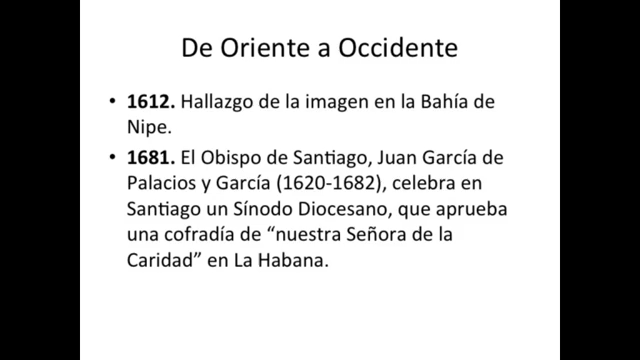 De Oriente a Occidente
• 1612. Hallazgo de la imagen en la Bahía de
Nipe.
• 1681. El Obispo de Santiago, Juan García de
Palacios y García (1620-1682), celebra en
Santiago un Sínodo Diocesano, que aprueba
una cofradía de “nuestra Señora de la
Caridad” en La Habana.